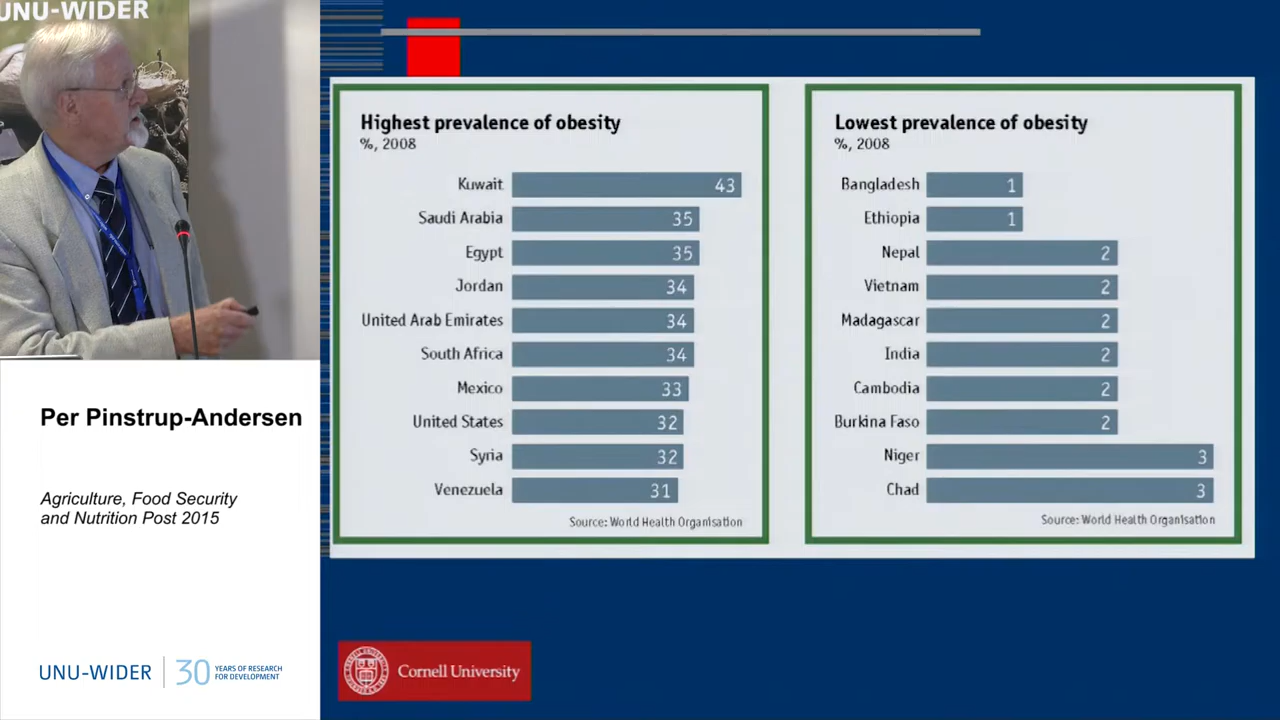 UNU-WIDER
Highest prevalence of obesity
%, 2008
Kuwait 43
Saudi Arabia 35
Egypt 35
Jordan 34
United Arab Emirates 34
South Africa 34
Mexico 33
United States 32
Syria 32
Venezuela 31
Source: World Health Organisation
Lowest prevalence of obesity
%, 2008
Bangladesh 1
Ethiopia 1
Nepal 2
Vietnam 2
Madagascar 2
India 2
Cambodia 2
Burkina Faso 2
Niger 3
Chad 3
Source: World Health Organisation
Per Pinstrup-Andersen
Agriculture, Food Security
and Nutrition Post 2015
UNU-WIDER
30 YEARS OF RESEARCH
FOR DEVELOPMENT
Cornell University